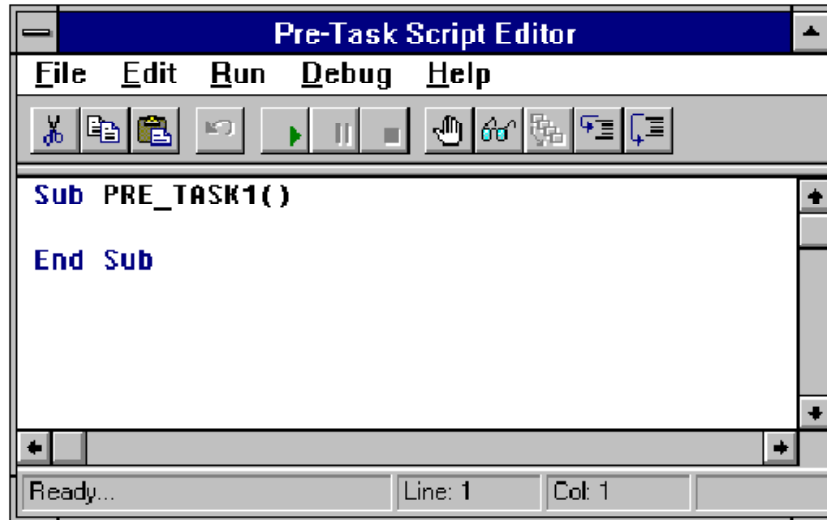 Pre-Task Script Editor
File Edit Run Debug Help
Sub PRE_TASK1()
End Sub
Ready... Line: 1 Col: 1